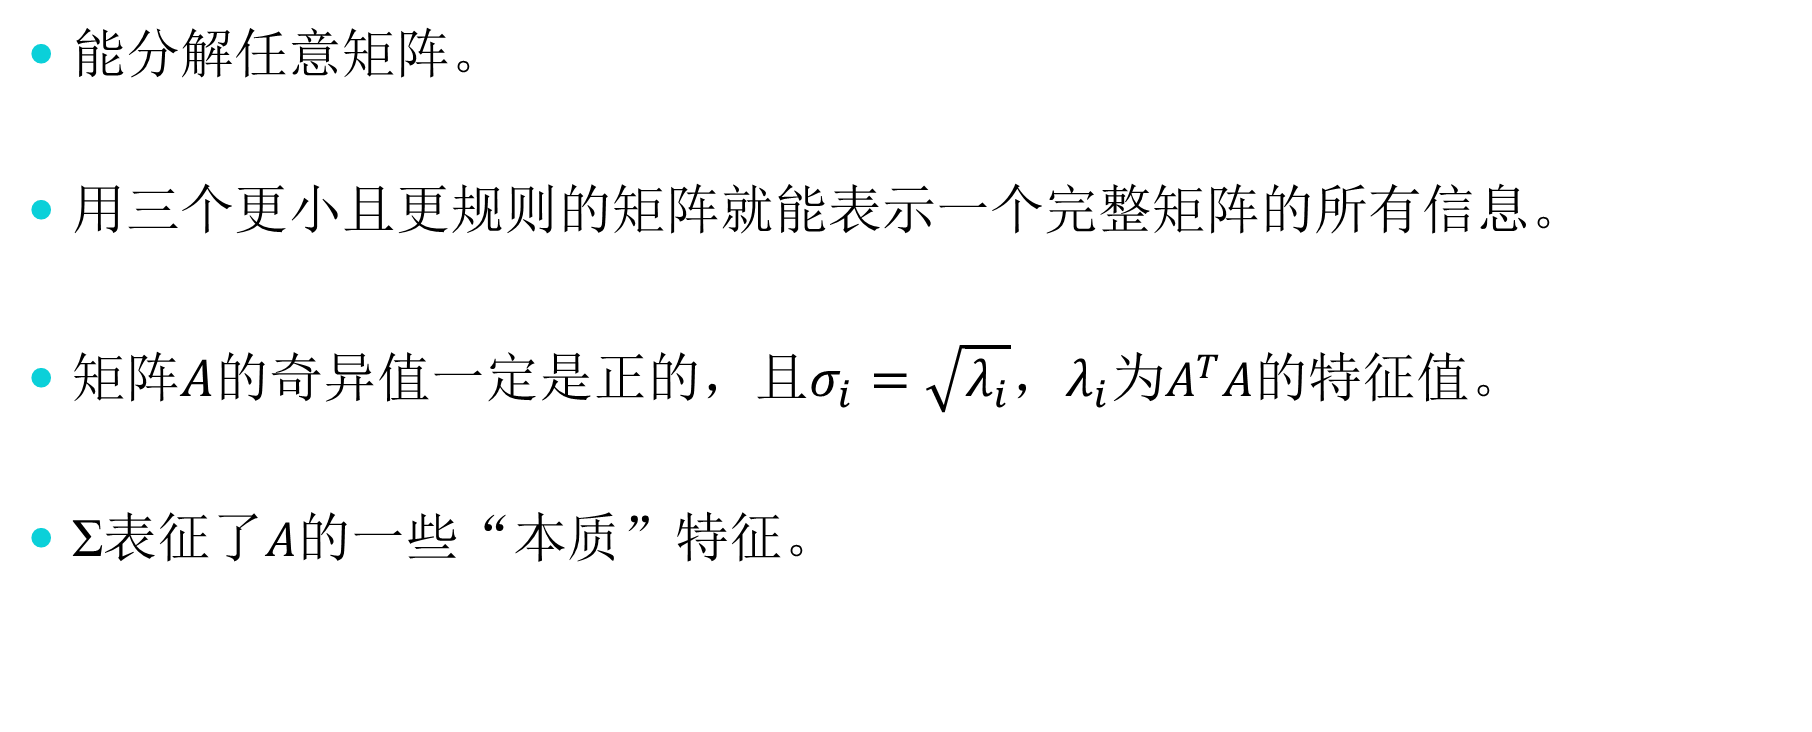 • 能分解任意矩阵。
• 用三个更小且更规则的矩阵就能表示一个完整矩阵的所有信息。
• 矩阵A的奇异值一定是正的，且σᵢ = √λᵢ，λᵢ为AᵀA的特征值。
• Σ表征了A的一些“本质”特征。